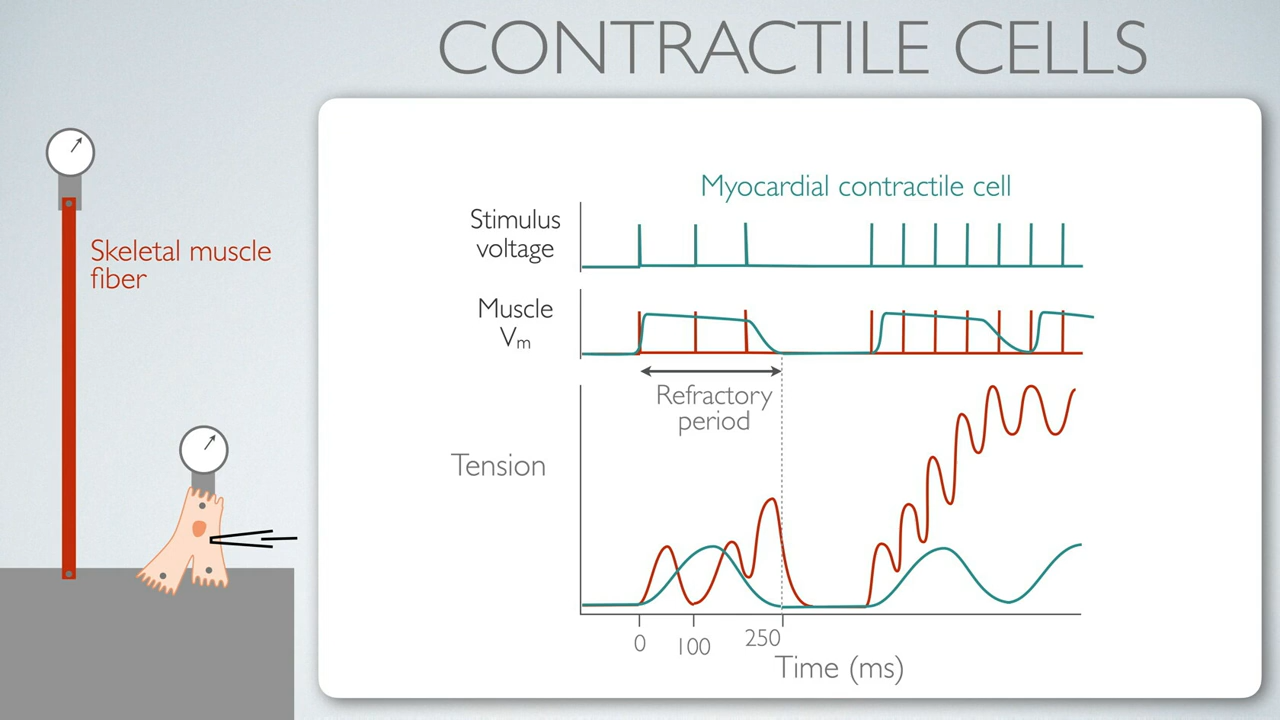 CONTRACTILE CELLS
Skeletal muscle
fiber
Myocardial contractile cell
Stimulus
voltage
Muscle
Vm
Refractory
period
Tension
0
100
250
Time (ms)